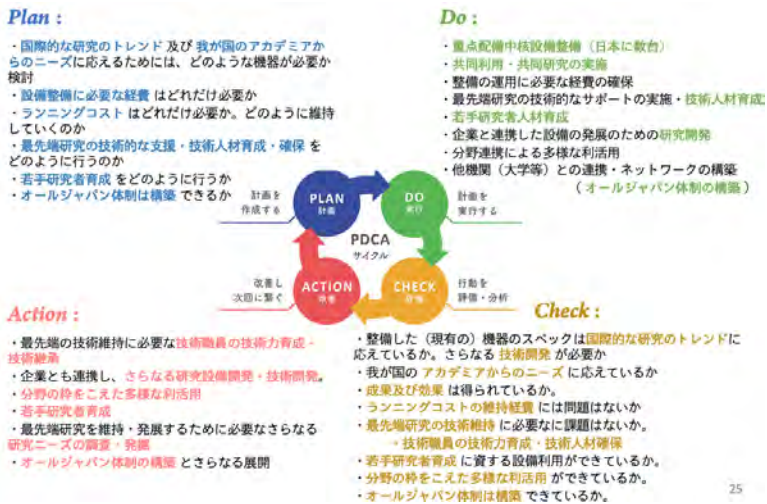 Plan :
・国際的な研究のトレンド 及び 我が国のアカデミアか
らのニーズに応えるためには、どのような機器が必要か
検討
・設備整備に必要な経費 はどれだけ必要か
・ランニングコスト はどれだけ必要か。どのように維持
していくのか
・最先端研究の技術的な支援・技術人材育成・確保 を
どのように行うのか
・若手研究者育成 をどのように行うか
・オールジャパン体制は構築 できるか
Do :
・重点配備中核設備整備（日本に数台）
・共同利用・共同研究の実施
・整備の運用に必要な経費の確保
・最先端研究の技術的なサポートの実施・技術人材育成
・若手研究者人材育成
・企業と連携した設備の発展のための研究開発
・分野連携による多様な利活用
・他機関（大学等）との連携・ネットワークの構築
（ オールジャパン体制の構築 ）
計画を
作成する
PLAN
計画
DO
実行
計画を
実行する
PDCA
サイクル
改善し
次回に繋ぐ
ACTION
改善
CHECK
評価
行動を
評価・分析
Action :
・最先端の技術維持に必要な技術職員の技術力育成・
技術継承
・企業とも連携し、さらなる研究設備開発・技術開発。
・分野の枠をこえた多様な利活用
・若手研究者育成
・最先端研究を維持・発展するために必要なさらなる
研究ニーズの調査・発掘
・オールジャパン体制の構築 とさらなる展開
Check :
・整備した（現有の）機器のスペックは国際的な研究のトレンドに
応えているか。さらなる 技術開発 が必要か
・我が国の アカデミアからのニーズ に応えているか
・成果及び効果 は得られているか。
・ランニングコストの維持経費 には問題はないか
・最先端研究の技術維持 に必要なに課題はないか。
→技術職員の技術力育成・技術人材確保
・若手研究者育成 に資する設備利用ができているか。
・分野の枠をこえた多様な利活用 ができているか。
・オールジャパン体制は構築 できているか。
25